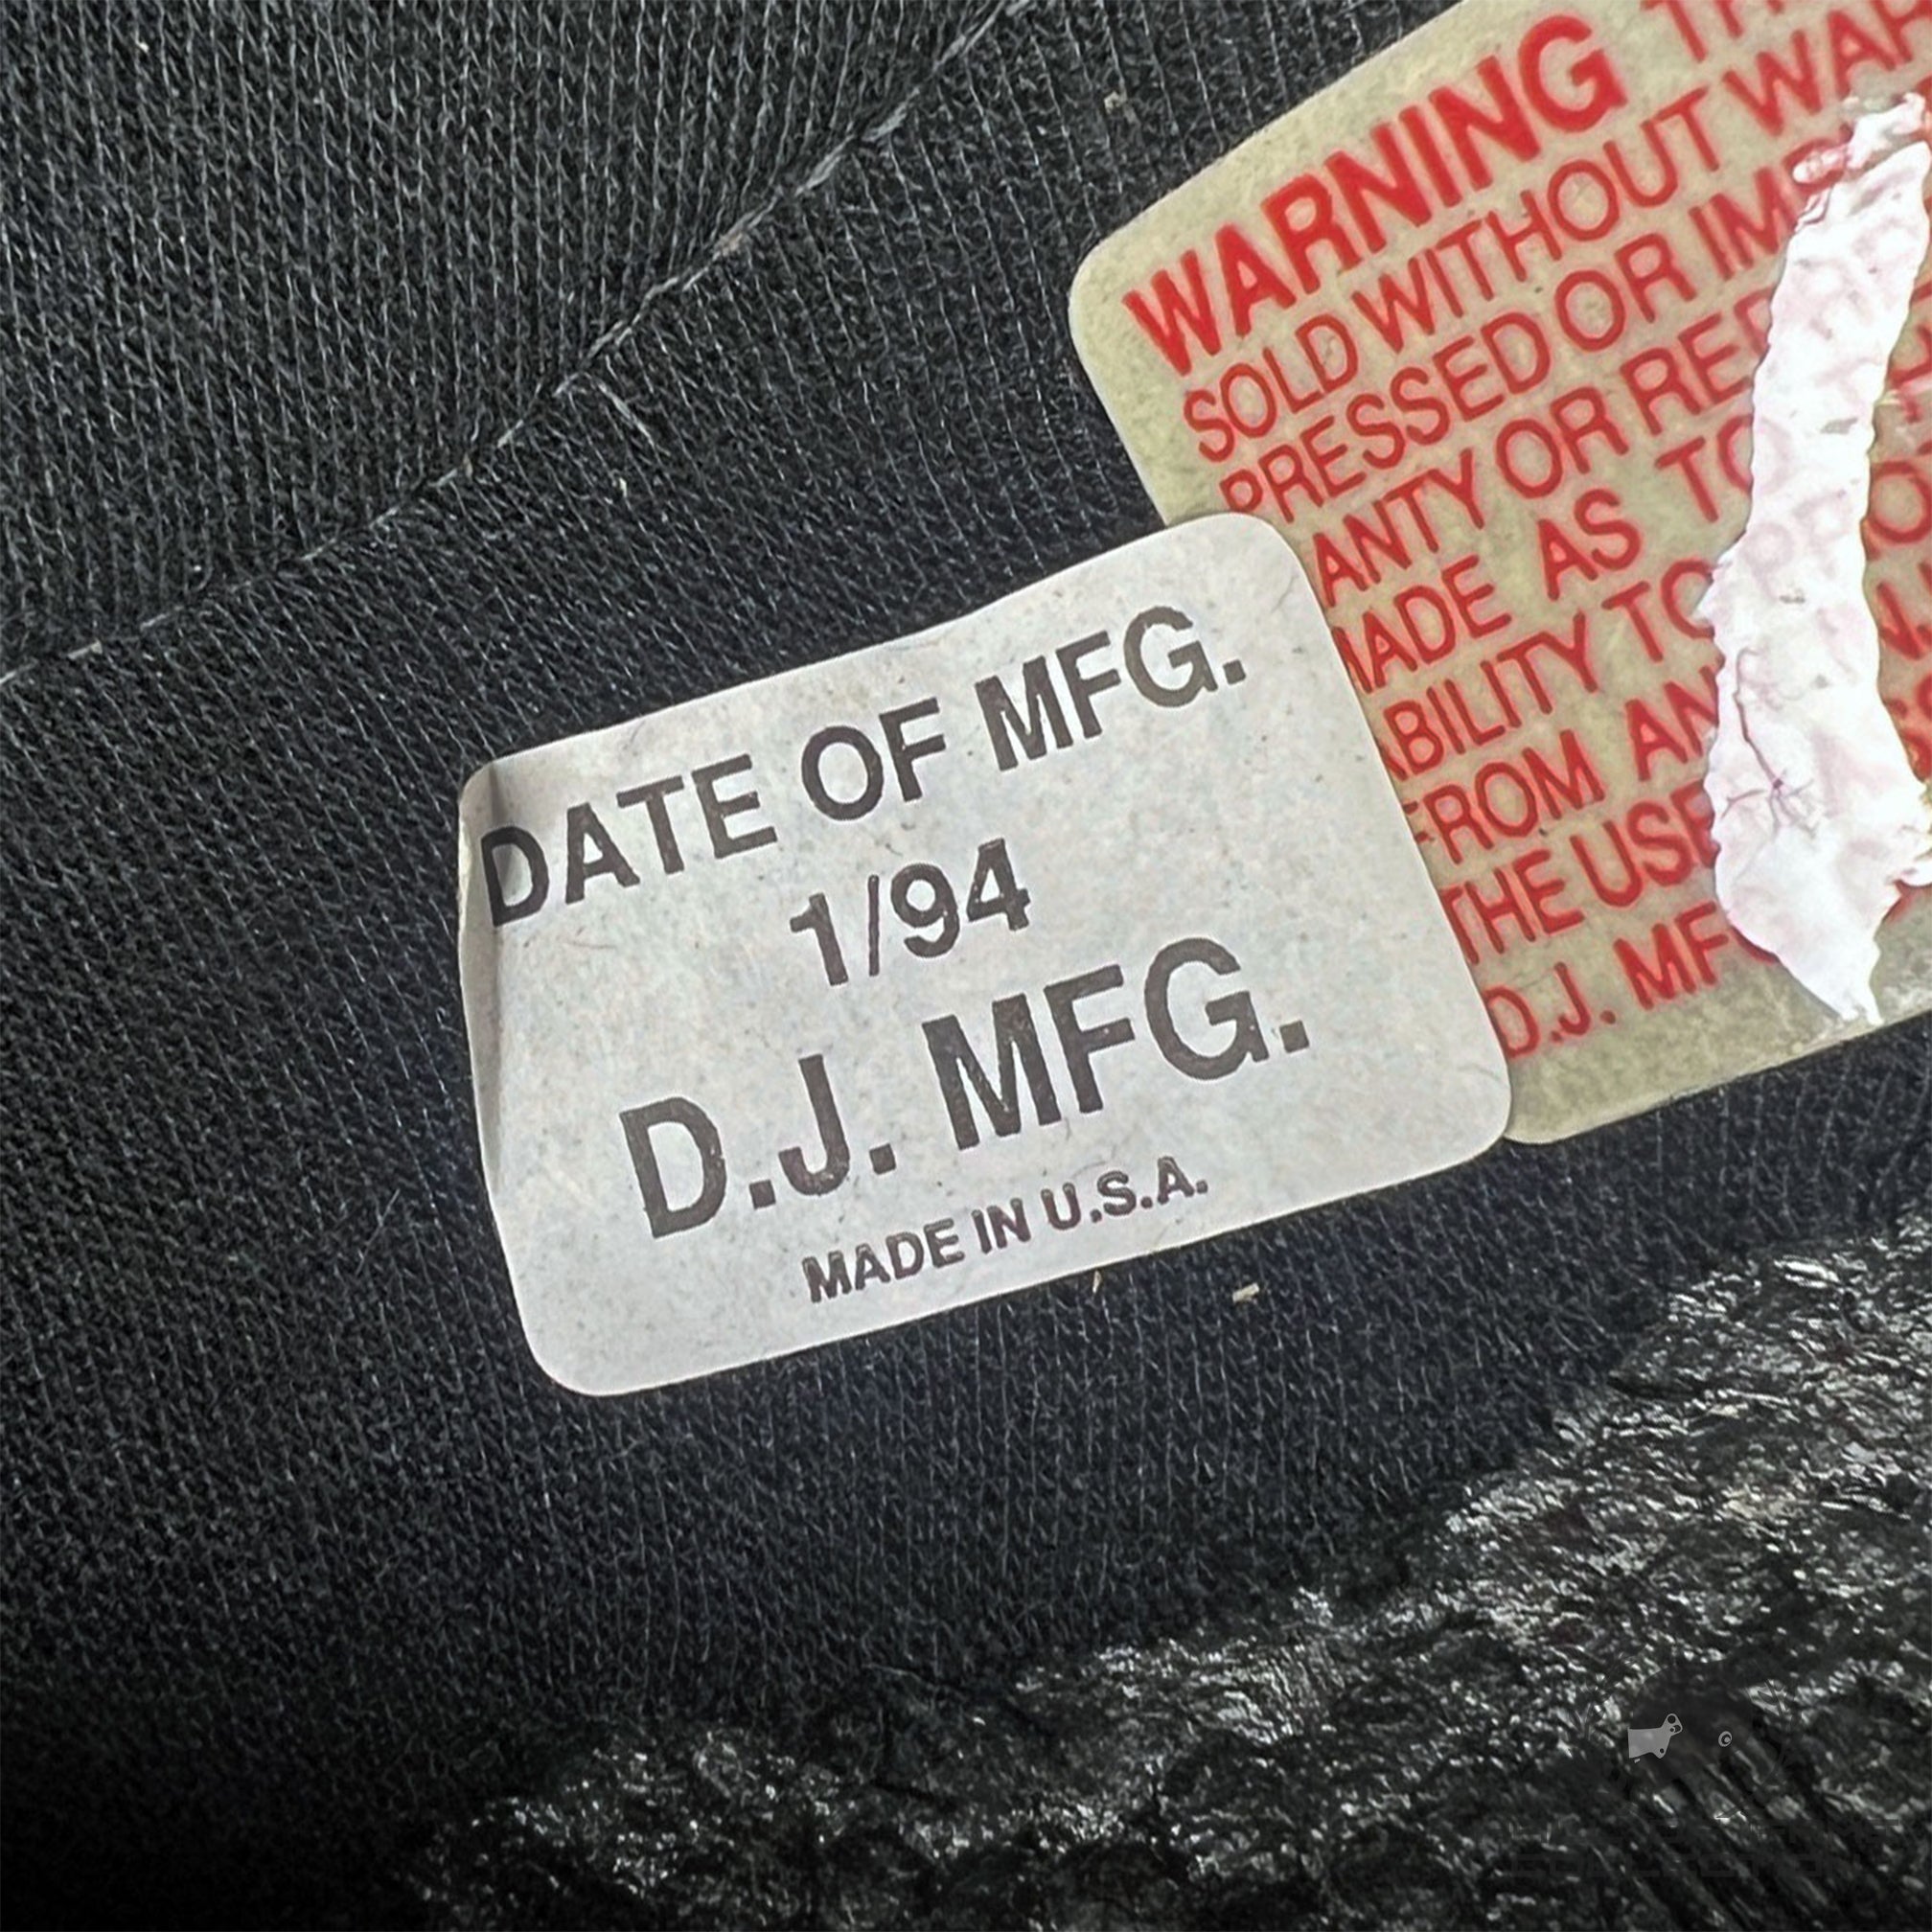 WARNING
SOLD WITHOUT
PRESSED OR
ANTY OR
MADE AS
ABILITY TO
FROM
THE USE
D.J.
DATE OF MFG.
1/94
D.J. MFG.
MADE IN U.S.A.